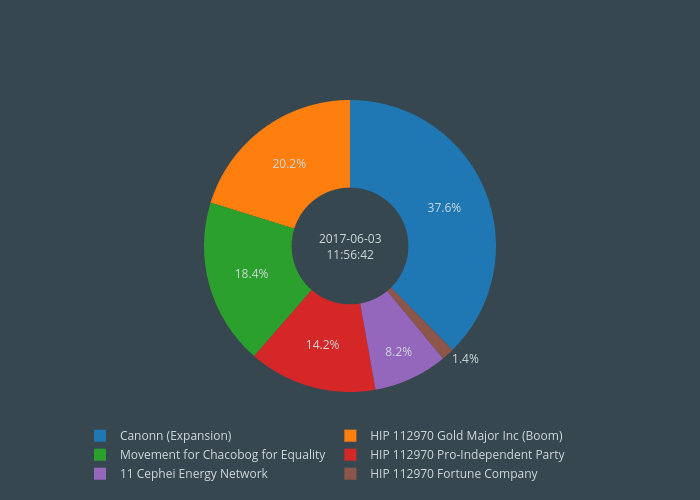 20.2%
37.6%
2017-06-03
11:56:42
18.4%
14.2%
8.2%
1.4%
Canonn (Expansion)
HIP 112970 Gold Major Inc (Boom)
Movement for Chacobog for Equality
HIP 112970 Pro-Independent Party
11 Cephei Energy Network
HIP 112970 Fortune Company